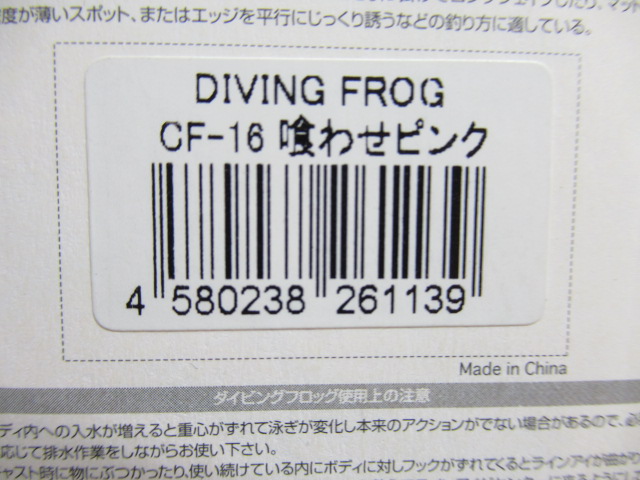 度が薄いスポット、またはエッジを平行にじっくり誘うなどの釣り方に適している。
DIVING FROG
CF-16 喰わせピンク
4 580238 261139
Made in China
ダイビングフロッグ使用上の注意
ディ内への入水が増えると重心がずれて泳ぎが変化し本来のアクションがでない場合があるので、必
応じて排水作業をしながらお使い下さい。
ャスト時に物にぶつかったり、使い続けている内にボディに対しフックがずれてくるとラインアイが曲がり